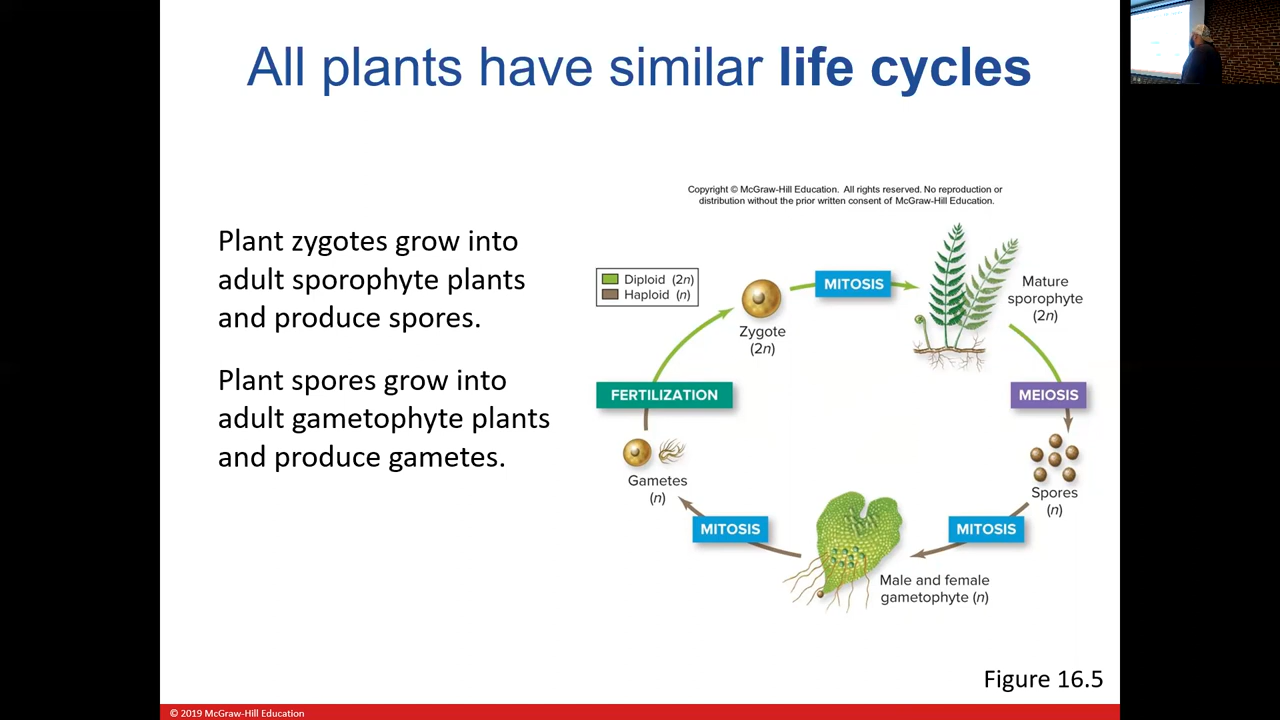 All plants have similar life cycles
Copyright © McGraw-Hill Education. All rights reserved. No reproduction or
distribution without the prior written consent of McGraw-Hill Education.
Plant zygotes grow into
adult sporophyte plants
and produce spores.
Plant spores grow into
adult gametophyte plants
and produce gametes.
Diploid (2n)
Haploid (n)
Zygote
(2n)
MITOSIS
Mature
sporophyte
(2n)
MEIOSIS
Spores
(n)
MITOSIS
Male and female
gametophyte (n)
MITOSIS
Gametes
(n)
FERTILIZATION
Figure 16.5
© 2019 McGraw-Hill Education